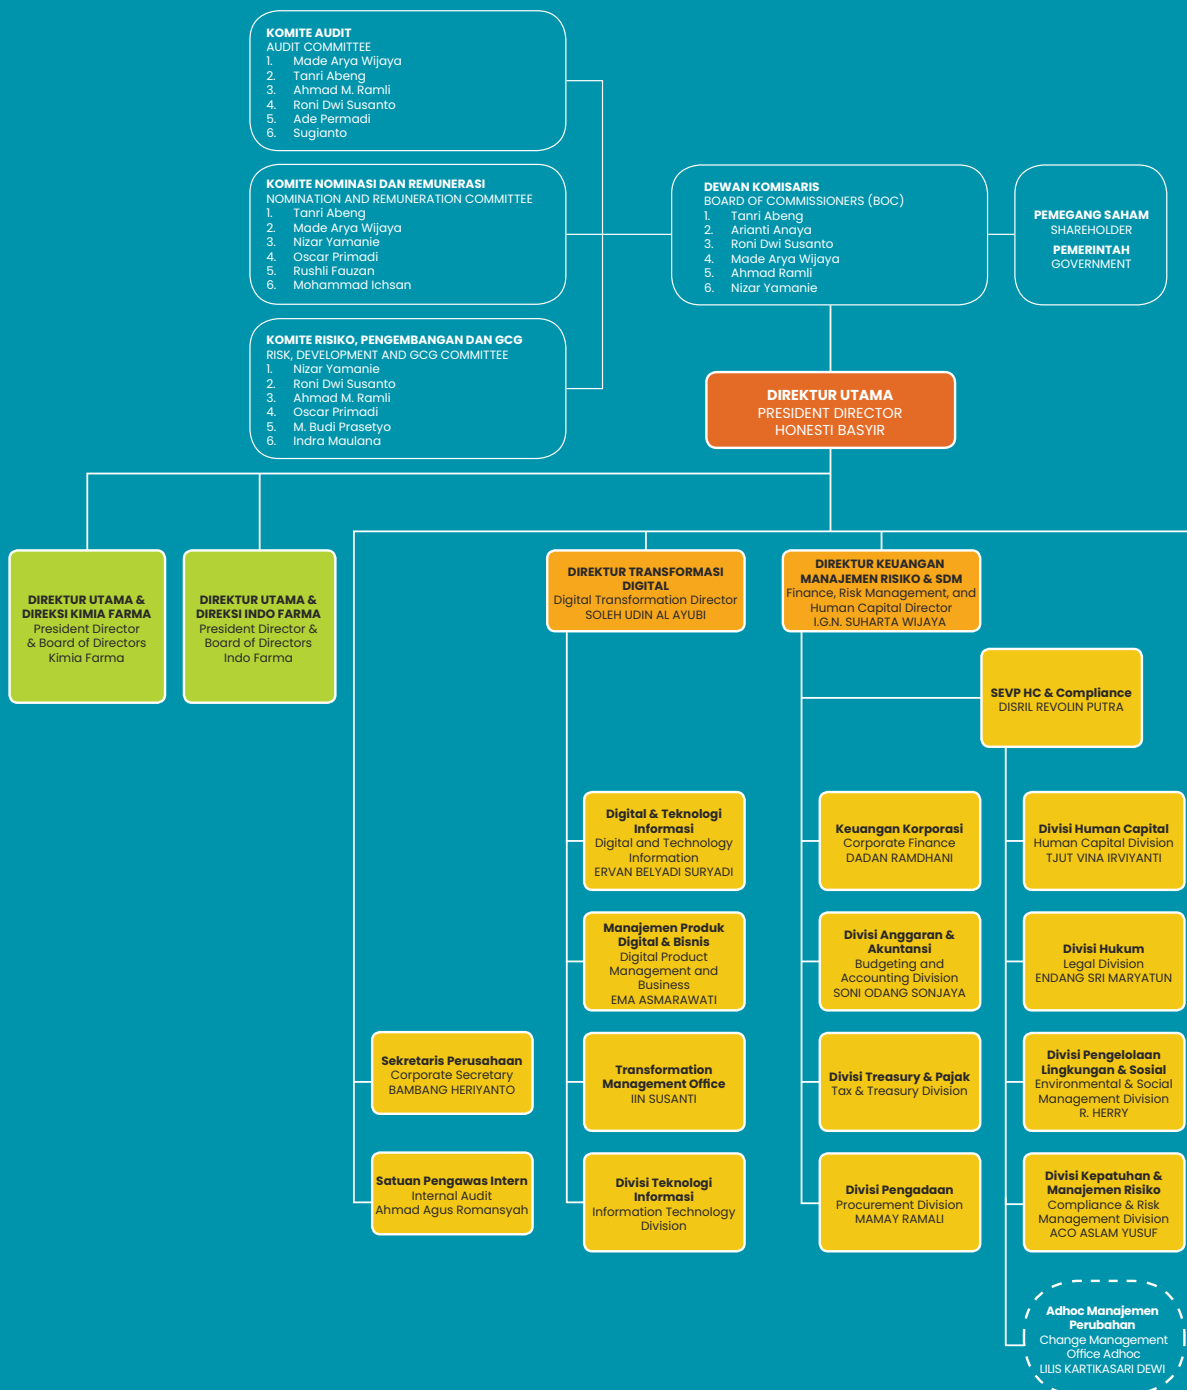 KOMITE AUDIT
AUDIT COMMITTEE
1. Made Arya Wijaya
2. Tanri Abeng
3. Ahmad M. Ramli
4. Roni Dwi Susanto
5. Ade Permadi
6. Sugianto
KOMITE NOMINASI DAN REMUNERASI
NOMINATION AND REMUNERATION COMMITTEE
1. Tanri Abeng
2. Made Arya Wijaya
3. Nizar Yamanie
4. Oscar Primadi
5. Rushli Fauzan
6. Mohammad Ichsan
KOMITE RISIKO, PENGEMBANGAN DAN GCG
RISK, DEVELOPMENT AND GCG COMMITTEE
1. Nizar Yamanie
2. Roni Dwi Susanto
3. Ahmad M. Ramli
4. Oscar Primadi
5. M. Budi Prasetyo
6. Indra Maulana
DEWAN KOMISARIS
BOARD OF COMMISSIONERS (BOC)
1. Tanri Abeng
2. Arianti Anaya
3. Roni Dwi Susanto
4. Made Arya Wijaya
5. Ahmad Ramli
6. Nizar Yamanie
PEMEGANG SAHAM
SHAREHOLDER
PEMERINTAH
GOVERNMENT
DIREKTUR UTAMA
PRESIDENT DIRECTOR
HONESTI BASYIR
DIREKTUR UTAMA &
DIREKSI KIMIA FARMA
President Director
& Board of Directors
Kimia Farma
DIREKTUR UTAMA &
DIREKSI INDO FARMA
President Director &
Board of Directors
Indo Farma
DIREKTUR TRANSFORMASI
DIGITAL
Digital Transformation Director
SOLEH UDIN AL AYUBI
DIREKTUR KEUANGAN
MANAJEMEN RISIKO & SDM
Finance, Risk Management, and
Human Capital Director
I.G.N. SUHARTA WIJAYA
SEVP HC & Compliance
DISRIL REVOLIN PUTRA
Sekretaris Perusahaan
Corporate Secretary
BAMBANG HERIYANTO
Satuan Pengawas Intern
Internal Audit
Ahmad Agus Romansyah
Digital & Teknologi
Informasi
Digital and Technology
Information
ERVAN BELYADI SURYADI
Manajemen Produk
Digital & Bisnis
Digital Product
Management and
Business
EMA ASMARAWATI
Transformation
Management Office
IIN SUSANTI
Divisi Teknologi
Informasi
Information Technology
Division
Keuangan Korporasi
Corporate Finance
DADAN RAMDHANI
Divisi Anggaran &
Akuntansi
Budgeting and
Accounting Division
SONI ODANG SONJAYA
Divisi Treasury & Pajak
Tax & Treasury Division
Divisi Pengadaan
Procurement Division
MAMAY RAMALI
Divisi Human Capital
Human Capital Division
TJUT VINA IRVIYANTI
Divisi Hukum
Legal Division
ENDANG SRI MARYATUN
Divisi Pengelolaan
Lingkungan & Sosial
Environmental & Social
Management Division
R. HERRY
Divisi Kepatuhan &
Manajemen Risiko
Compliance & Risk
Management Division
ACO ASLAM YUSUF
Adhoc Manajemen
Perubahan
Change Management
Office Adhoc
LILIS KARTIKASARI DEWI